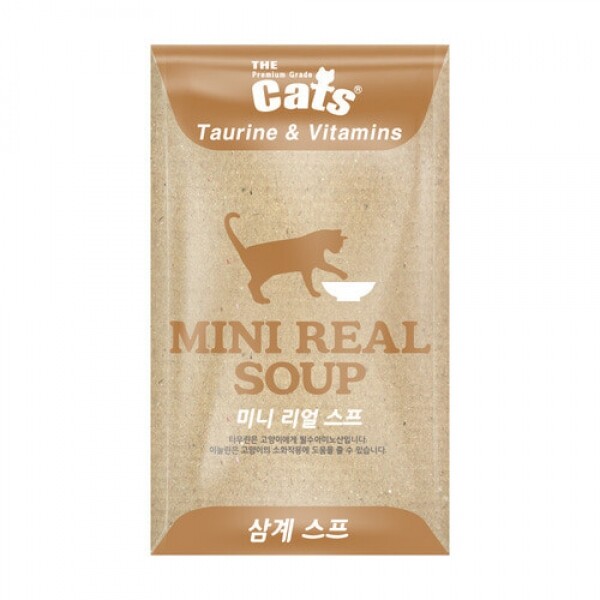 THE
Premium Grade
Cats®
Taurine & Vitamins
MINI REAL
SOUP
미니 리얼 스프
타우린은 고양이에게 필수아미노산입니다.
이눌린은 고양이의 소화작용에 도움을 줄 수 있습니다.
삼계 스프